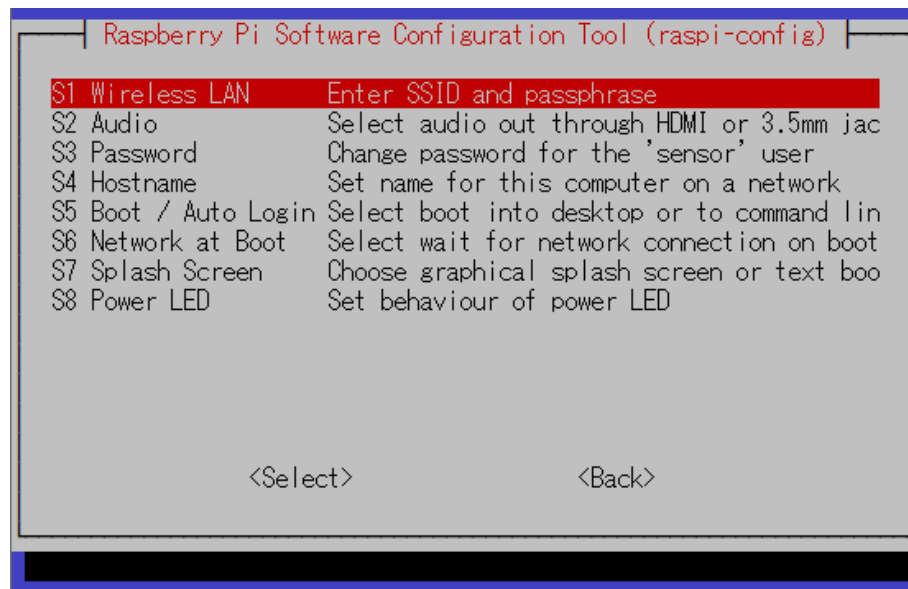 Raspberry Pi Software Configuration Tool (raspi-config)
S1 Wireless LAN Enter SSID and passphrase
S2 Audio Select audio out through HDMI or 3.5mm jac
S3 Password Change password for the 'sensor' user
S4 Hostname Set name for this computer on a network
S5 Boot / Auto Login Select boot into desktop or to command lin
S6 Network at Boot Select wait for network connection on boot
S7 Splash Screen Choose graphical splash screen or text boo
S8 Power LED Set behaviour of power LED
<Select> <Back>